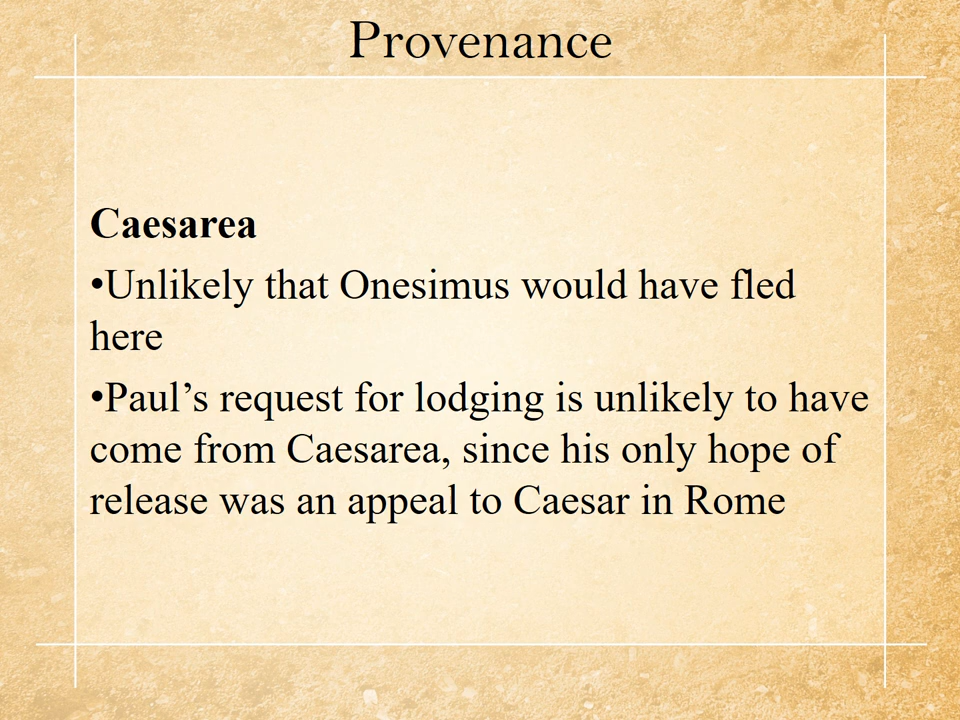 Provenance
Caesarea
•Unlikely that Onesimus would have fled
here
•Paul’s request for lodging is unlikely to have
come from Caesarea, since his only hope of
release was an appeal to Caesar in Rome